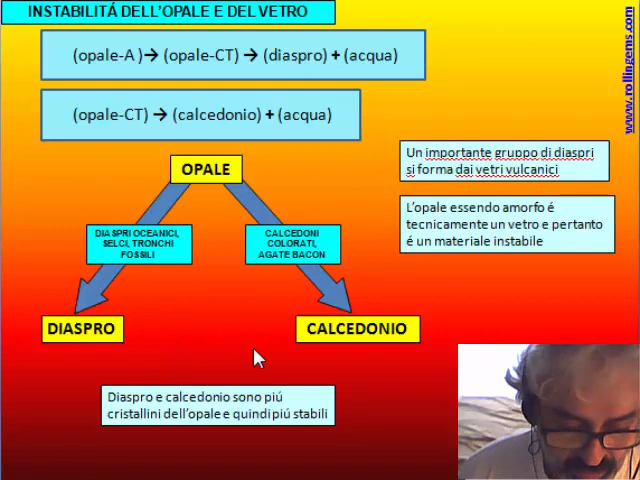 INSTABILITÁ DELL'OPALE E DEL VETRO
(opale-A )→ (opale-CT) → (diaspro) + (acqua)
(opale-CT) → (calcedonio) + (acqua)
www.rollingems.com
Un importante gruppo di diaspri
si forma dai vetri vulcanici
OPALE
L'opale essendo amorfo é
tecnicamente un vetro e pertanto
é un materiale instabile
DIASPRI OCEANICI,
SELCI, TRONCHI
FOSSILI
CALCEDONI
COLORATI,
AGATE BACON
DIASPRO
CALCEDONIO
Diaspro e calcedonio sono piú
cristallini dell'opale e quindi piú stabili